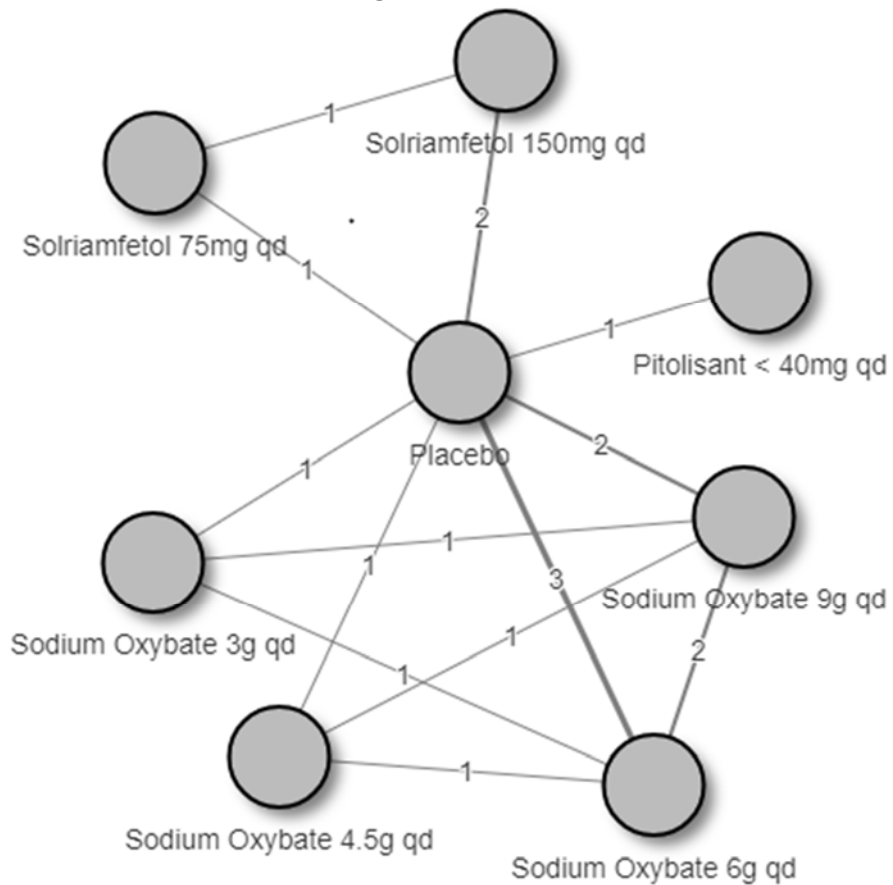 1
Solriamfetol 150mg qd
2
Solriamfetol 75mg qd
1
1
Pitolisant < 40mg qd
2
Placebo
1
1
1
3
Sodium Oxybate 9g qd
1
Sodium Oxybate 3g qd
2
1
1
Sodium Oxybate 4.5g qd
Sodium Oxybate 6g qd